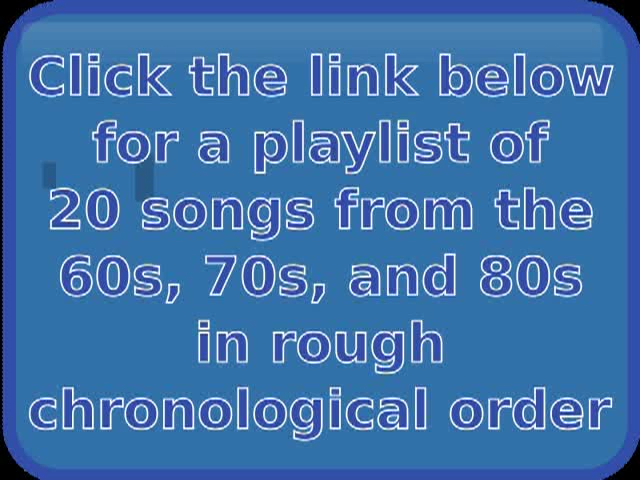 Click the link below
for a playlist of
20 songs from the
60s, 70s, and 80s
in rough
chronological order